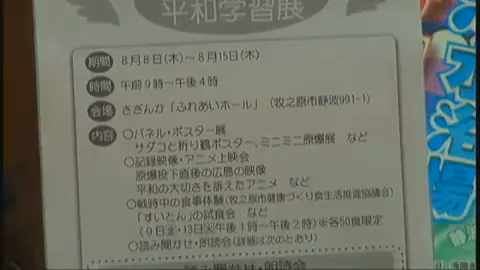 平和学習展
期間 8月8日(木)～8月15日(木)
時間 午前9時～午後4時
会場 さざんか「ふれあいホール」(牧之原市静波991-1)
内容 ○パネル・ポスター展
サダコと折り鶴ポスター、ミニミニ原爆展 など
○記録映像・アニメ上映会
原爆投下直後の広島の映像
平和の大切さを訴えたアニメ など
○戦時中の食事体験(牧之原市健康づくり食生活推進協議会)
「すいとん」の試食会 など
(9日金・13日火午後1時～午後2時)※各50食限定
○読み聞かせ・朗読会(詳細は次のとおり)
読み聞かせ・朗読会